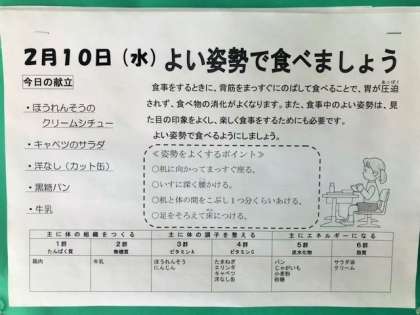 2月10日（水）よい姿勢で食べましょう
今日の献立
・ほうれんそうの
クリームシチュー
・キャベツのサラダ
・洋なし（カット缶）
・黒糖パン
・牛乳
食事をするときに、背筋をまっすぐにのばして食べることで、胃が圧迫
されず、食べ物の消化がよくなります。また、食事中のよい姿勢は、見
た目の印象をよくし、楽しく食事をするためにも必要です。
よい姿勢で食べるようにしましょう。
≪姿勢をよくするポイント≫
○机に向かってまっすぐ座る。
○いすに深く腰かける。
○机と体の間をこぶし１つ分くらいあける。
○足をそろえて床につける。
主に体の組織をつくる 主に体の調子を整える 主にエネルギーになる
1群 2群 3群 4群 5群 6群
たんぱく質 無機質 ビタミンA ビタミンC 炭水化物 脂質
鶏肉 牛乳 ほうれんそう たまねぎ パン サラダ油
にんじん エリンギ じゃがいも クリーム
キャベツ 小麦粉
洋なし缶 砂糖